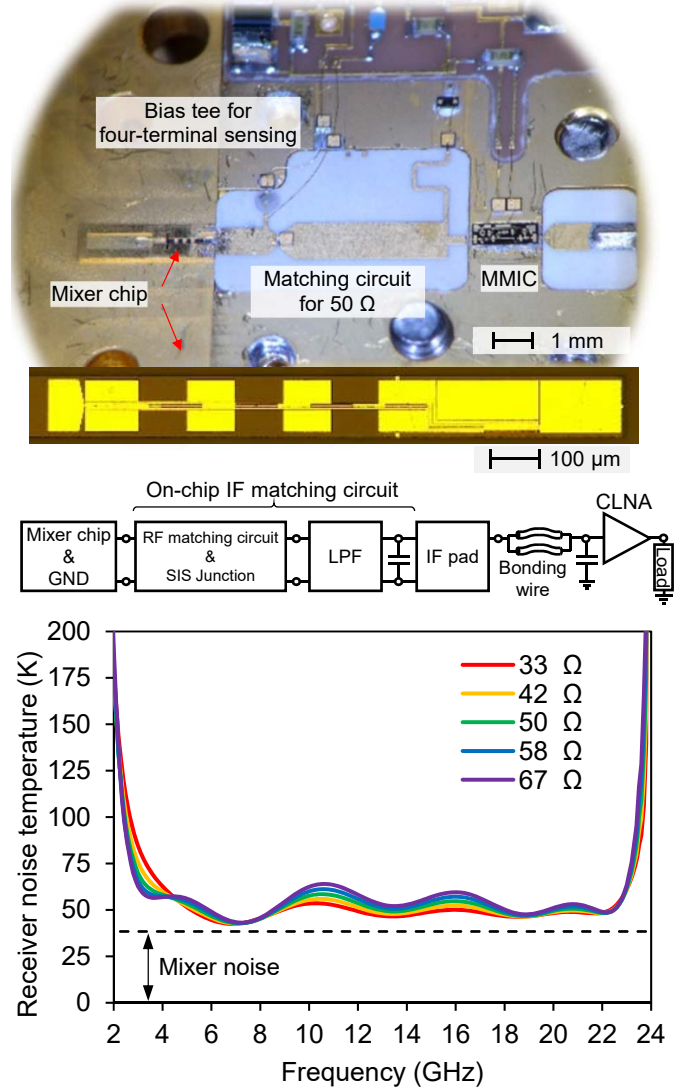 Bias tee for
four-terminal sensing
Mixer chip
Matching circuit
for 50 Ω
MMIC
1 mm
100 µm
On-chip IF matching circuit
CLNA
Mixer chip
&
GND
RF matching circuit
&
SIS Junction
LPF
IF pad
Bonding
wire
Load
Receiver noise temperature (K)
200
175
150
125
100
75
50
25
0
33 Ω
42 Ω
50 Ω
58 Ω
67 Ω
Mixer noise
2 4 6 8 10 12 14 16 18 20 22 24
Frequency (GHz)